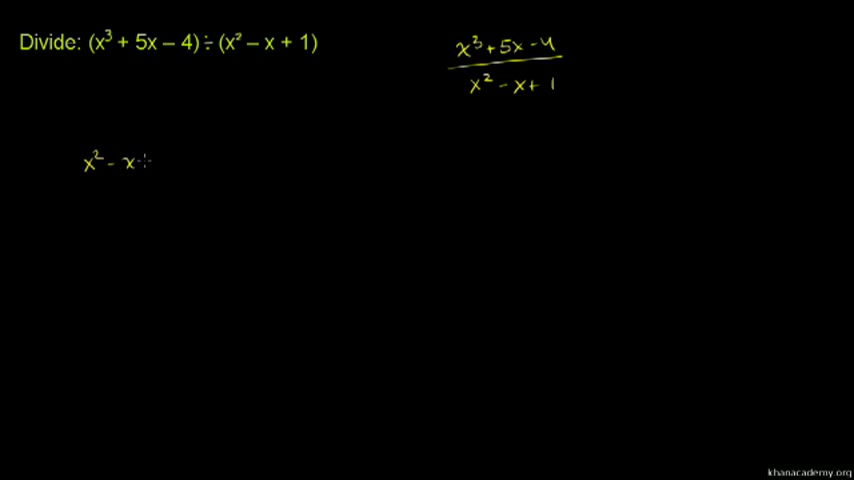 Divide: (x³ + 5x – 4) ÷ (x² – x + 1)
x³ + 5x - 4
x² - x + 1
x² - x +
khanacademy.org